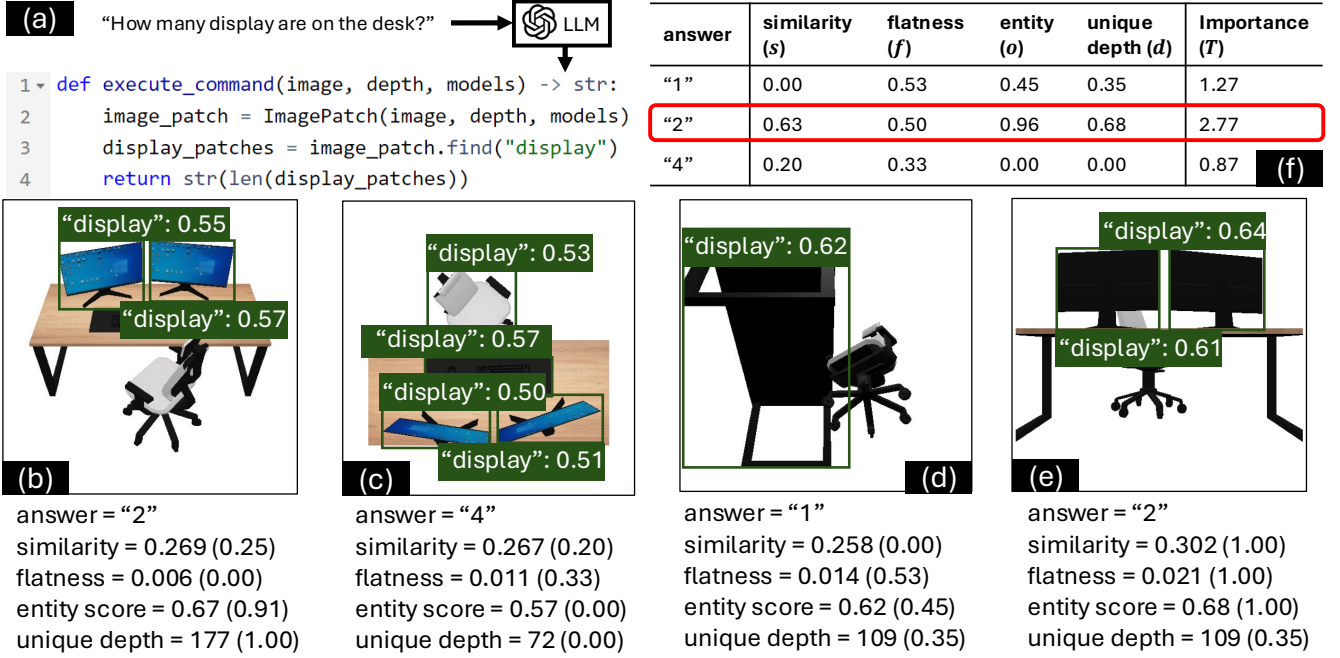 (a)
“How many display are on the desk?”
LLM
1 def execute_command(image, depth, models) -> str:
2 image_patch = ImagePatch(image, depth, models)
3 display_patches = image_patch.find("display")
4 return str(len(display_patches))
answer similarity (s) flatness (f) entity (o) unique depth (d) Importance (T)
“1” 0.00 0.53 0.45 0.35 1.27
“2” 0.63 0.50 0.96 0.68 2.77
“4” 0.20 0.33 0.00 0.00 0.87
(f)
“display”: 0.55
“display”: 0.57
(b)
answer = “2”
similarity = 0.269 (0.25)
flatness = 0.006 (0.00)
entity score = 0.67 (0.91)
unique depth = 177 (1.00)
“display”: 0.53
“display”: 0.57
“display”: 0.50
“display”: 0.51
(c)
answer = “4”
similarity = 0.267 (0.20)
flatness = 0.011 (0.33)
entity score = 0.57 (0.00)
unique depth = 72 (0.00)
“display”: 0.62
(d)
answer = “1”
similarity = 0.258 (0.00)
flatness = 0.014 (0.53)
entity score = 0.62 (0.45)
unique depth = 109 (0.35)
“display”: 0.64
“display”: 0.61
(e)
answer = “2”
similarity = 0.302 (1.00)
flatness = 0.021 (1.00)
entity score = 0.68 (1.00)
unique depth = 109 (0.35)